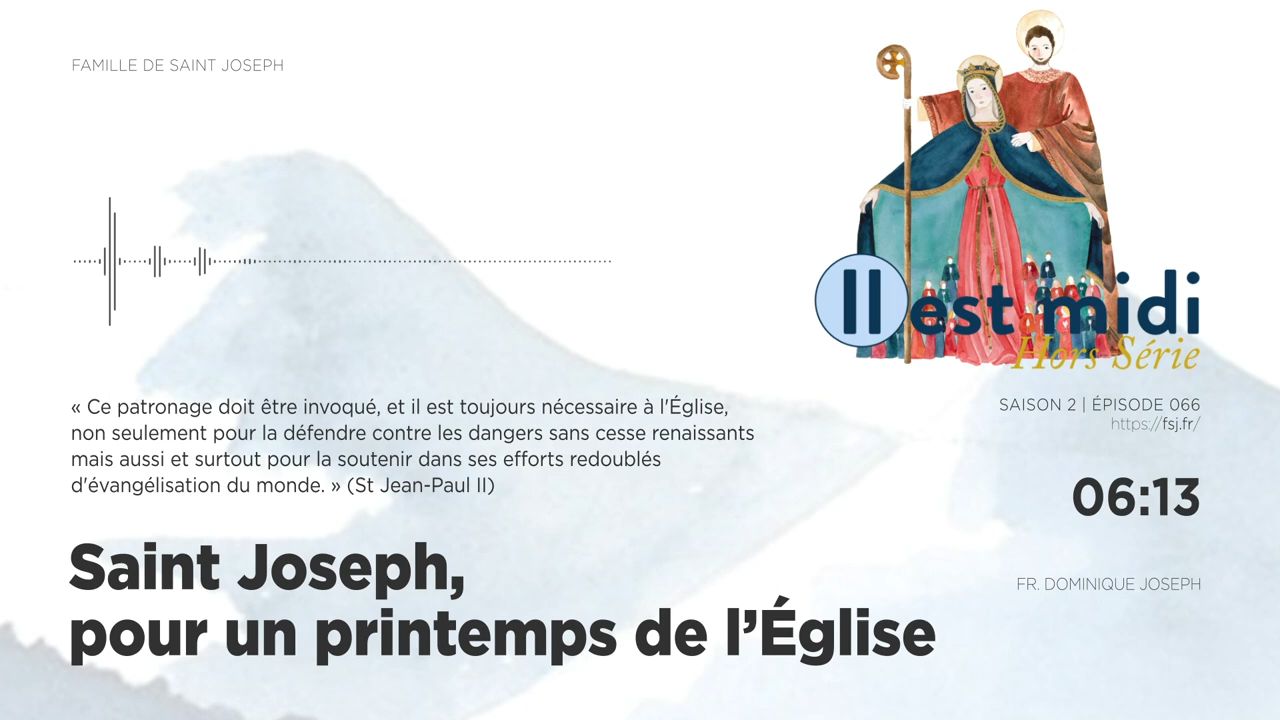 FAMILLE DE SAINT JOSEPH
Il est midi
Hors Série
SAISON 2 | ÉPISODE 066
https://fsj.fr/
« Ce patronage doit être invoqué, et il est toujours nécessaire à l'Église,
non seulement pour la défendre contre les dangers sans cesse renaissants
mais aussi et surtout pour la soutenir dans ses efforts redoublés
d'évangélisation du monde. » (St Jean-Paul II)
06:13
FR. DOMINIQUE JOSEPH
Saint Joseph,
pour un printemps de l’Église